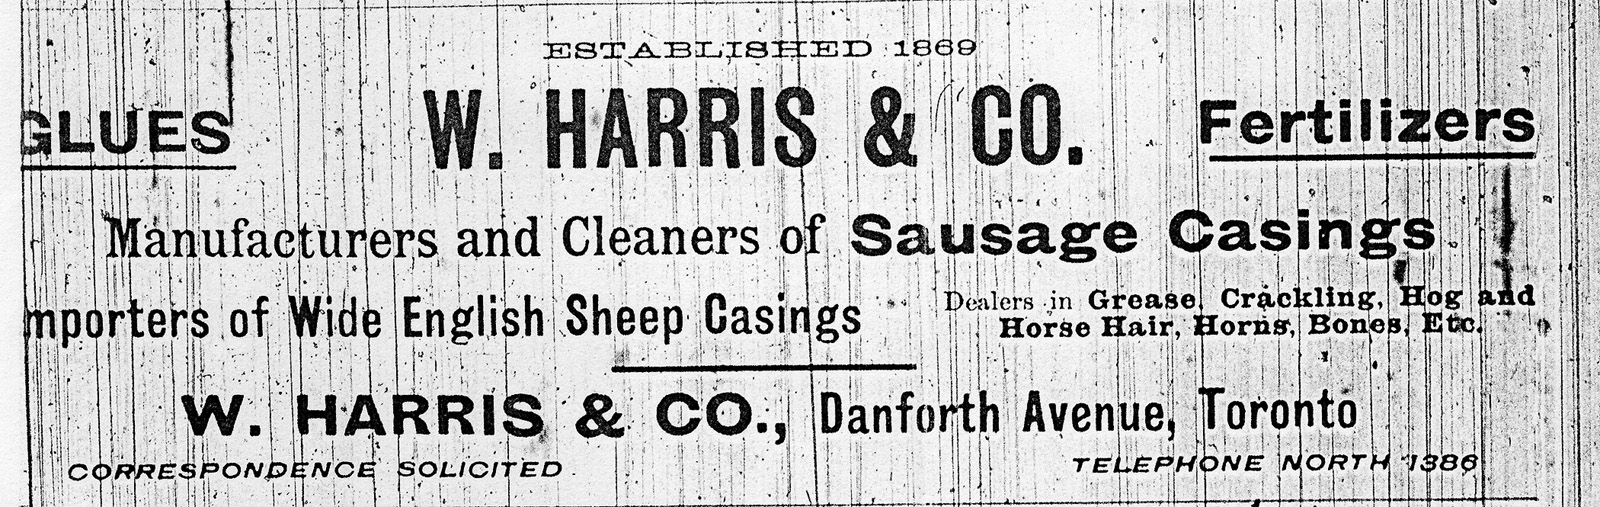 ESTABLISHED 1869
GLUES
W. HARRIS & CO.
Fertilizers
Manufacturers and Cleaners of Sausage Casings
mporters of Wide English Sheep Casings
Dealers in Grease, Crackling, Hog and
Horse Hair, Horns, Bones, Etc.
W. HARRIS & CO., Danforth Avenue, Toronto
CORRESPONDENCE SOLICITED
TELEPHONE NORTH 1386